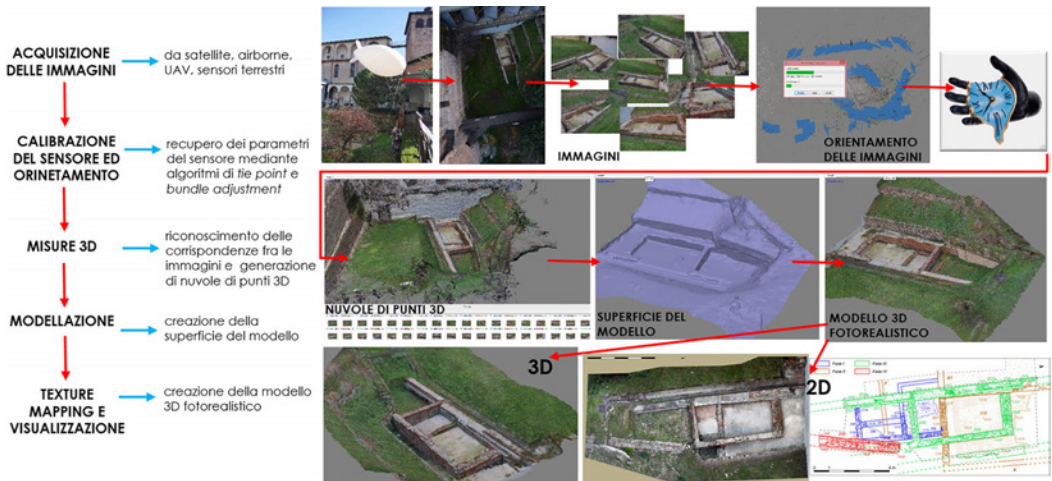 ACQUISIZIONE
DELLE IMMAGINI
da satellite, airborne,
UAV, sensori terrestri
CALIBRAZIONE
DEL SENSORE ED
ORINETAMENTO
recupero dei parametri
del sensore mediante
algoritmi di tie point e
bundle adjustment
MISURE 3D
riconoscimento delle
corrispondenze fra le
immagini e generazione
di nuvole di punti 3D
MODELLAZIONE
creazione della
superficie del modello
TEXTURE
MAPPING E
VISUALIZZAZIONE
creazione della modello
3D fotorealistico
IMMAGINI
ORIENTAMENTO
DELLE IMMAGINI
NUVOLE DI PUNTI 3D
SUPERFICIE DEL
MODELLO
MODELLO 3D
FOTOREALISTICO
3D
2D